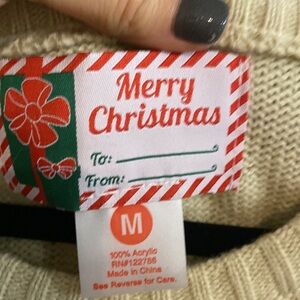 Merry
Christmas
To:
From:
M
100% Acrylic
RN#122786
Made in China
See Reverse for Care.